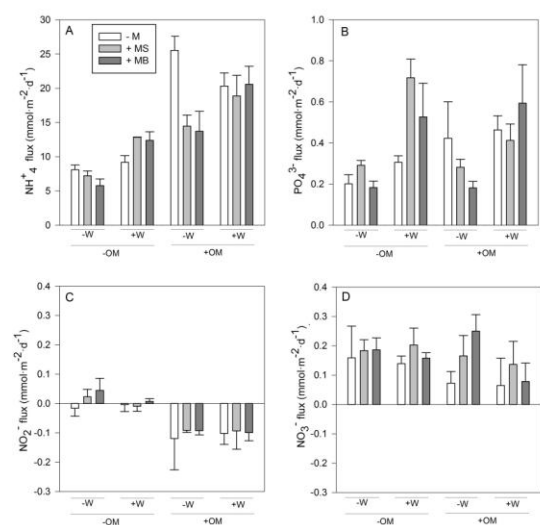 A
- M
+ MS
+ MB
NH4+ flux (mmol·m-2·d-1)
30
25
20
15
10
5
0
-W +W -W +W
-OM +OM
B
PO43- flux (mmol·m-2·d-1)
1.0
0.8
0.6
0.4
0.2
0.0
-W +W -W +W
-OM +OM
C
NO2- flux (mmol·m-2·d-1)
0.4
0.3
0.2
0.1
0.0
-0.1
0.2
0.3
-W +W -W +W
-OM +OM
D
NO3- flux (mmol·m-2·d-1)
0.4
0.3
0.2
0.1
0.0
0.1
0.2
0.3
-W +W -W +W
-OM +OM